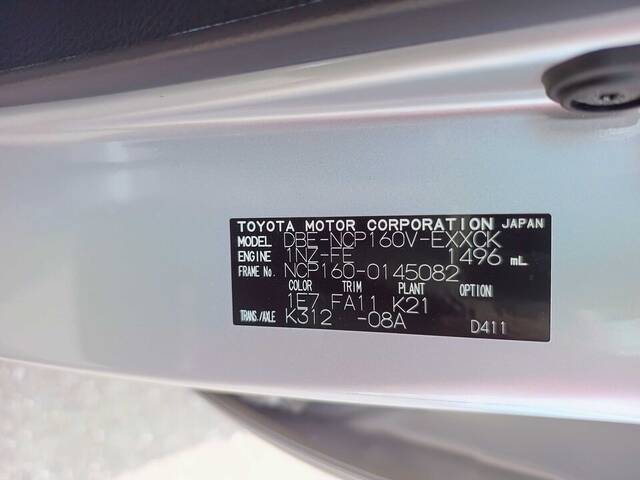 TOYOTA MOTOR CORPORATION JAPAN
MODEL DBE-NCP160V-EXXCK
ENGINE 1NZ-FE 1496 mL
FRAME No. NCP160-0145082
COLOR TRIM PLANT OPTION
1E7 FA11 K21
TRANS./AXLE K312 -08A D411